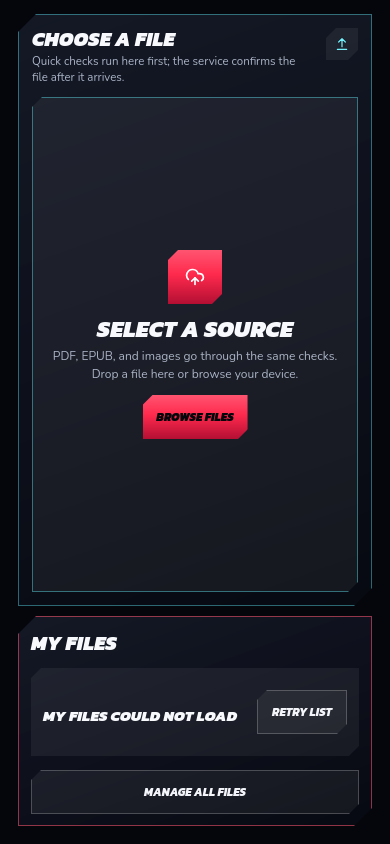 CHOOSE A FILE
Quick checks run here first; the service confirms the
file after it arrives.
SELECT A SOURCE
PDF, EPUB, and images go through the same checks.
Drop a file here or browse your device.
BROWSE FILES
MY FILES
MY FILES COULD NOT LOAD
RETRY LIST
MANAGE ALL FILES